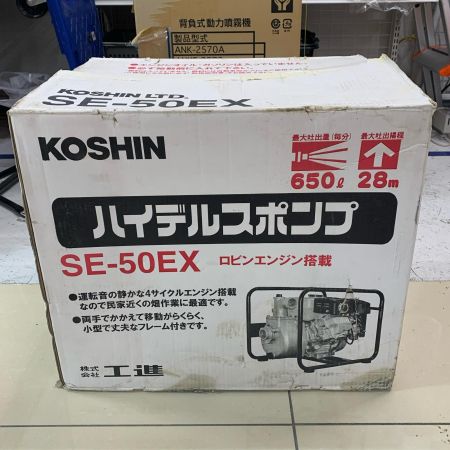 背負式動力噴霧機
製品型式
ANK-2570A
KOSHIN LTD.
SE-50EX
KOSHIN
最大吐出量(毎分)
650ℓ
最大吐出揚程
28m
ハイデルスポンプ
SE-50EX ロビンエンジン搭載
●運転音の静かな4サイクルエンジン搭載
なので民家近くの畑作業に最適です。
●両手でかかえて移動がらくらく、
小型で丈夫なフレーム付きです。
株式会社 工進